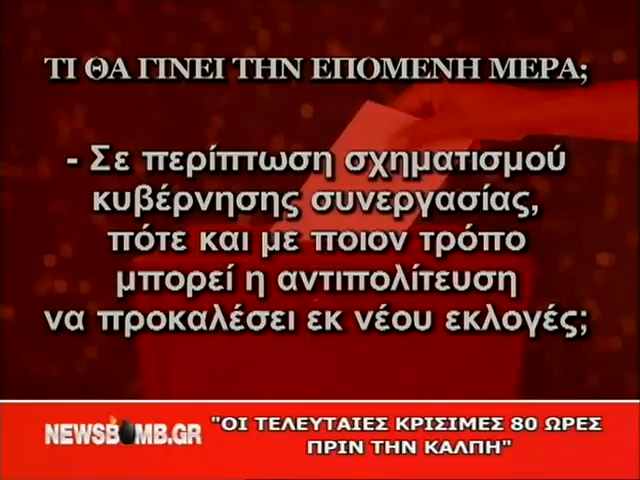 ΤΙ ΘΑ ΓΙΝΕΙ ΤΗΝ ΕΠΟΜΕΝΗ ΜΕΡΑ;
- Σε περίπτωση σχηματισμού
κυβέρνησης συνεργασίας,
πότε και με ποιον τρόπο
μπορεί η αντιπολίτευση
να προκαλέσει εκ νέου εκλογές;
NEWSBOMB.GR
"ΟΙ ΤΕΛΕΥΤΑΙΕΣ ΚΡΙΣΙΜΕΣ 80 ΩΡΕΣ
ΠΡΙΝ ΤΗΝ ΚΑΛΠΗ"